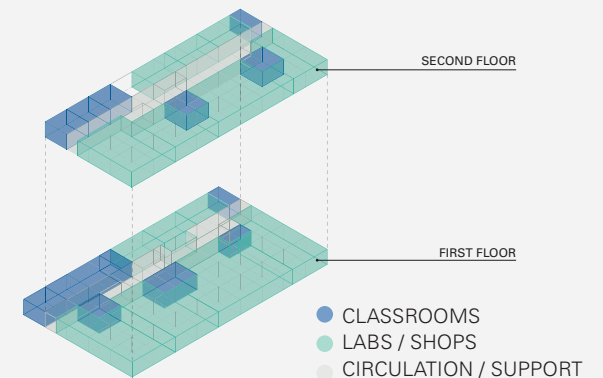 SECOND FLOOR
FIRST FLOOR
CLASSROOMS
LABS / SHOPS
CIRCULATION / SUPPORT